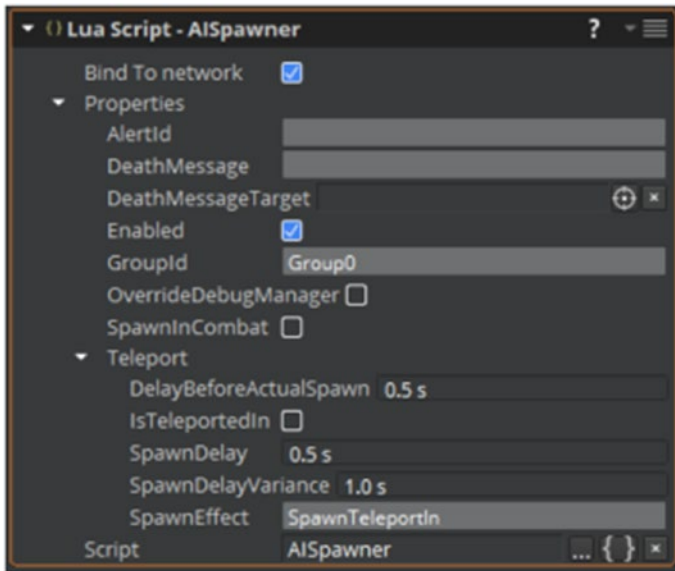 {} Lua Script - AISpawner ?
Bind To network
Properties
AlertId
DeathMessage
DeathMessageTarget
Enabled
GroupId Group0
OverrideDebugManager
SpawnInCombat
Teleport
DelayBeforeActualSpawn 0.5 s
IsTeleportedIn
SpawnDelay 0.5 s
SpawnDelayVariance 1.0 s
SpawnEffect SpawnTeleportIn
Script AISpawner ... { }